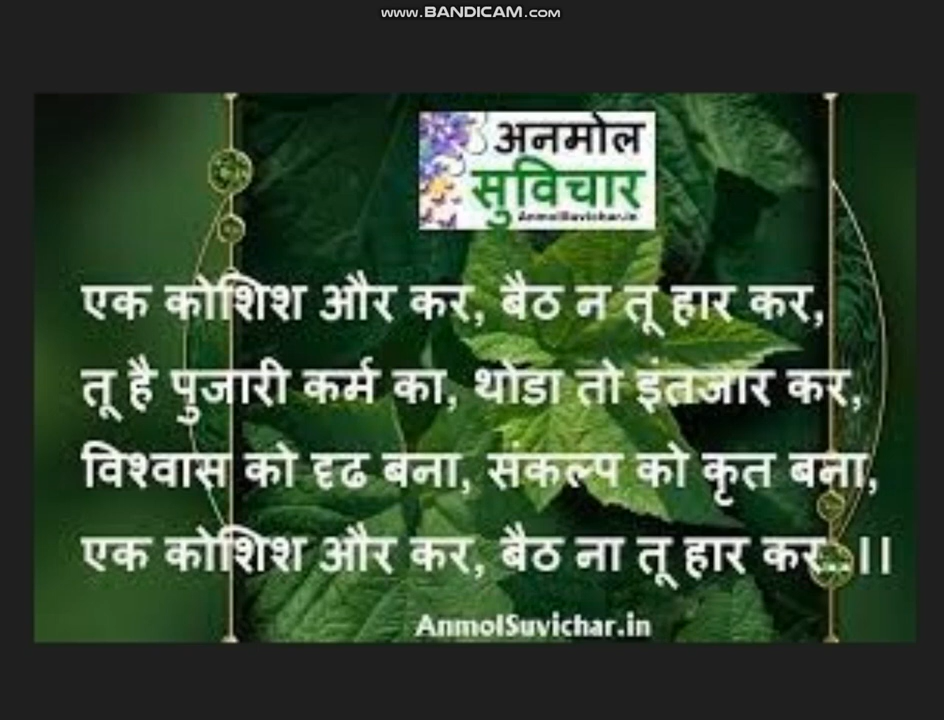 www.BANDICAM.com
अनमोल
सुविचार
AnmolSuvichar.in
एक कोशिश और कर, बैठ न तू हार कर,
तू है पुजारी कर्म का, थोडा तो इंतजार कर,
विश्वास को दृढ बना, संकल्प को कृत बना,
एक कोशिश और कर, बैठ ना तू हार कर..।।
AnmolSuvichar.in